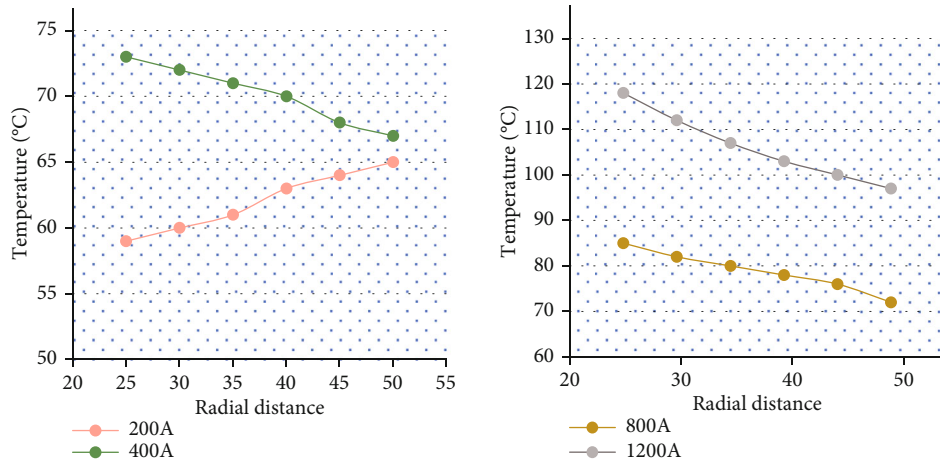 75
70
65
60
55
50
Temperature (°C)
20 25 30 35 40 45 50 55
Radial distance
200A
400A
130
120
110
100
90
80
70
60
Temperature (°C)
20 30 40 50
Radial distance
800A
1200A